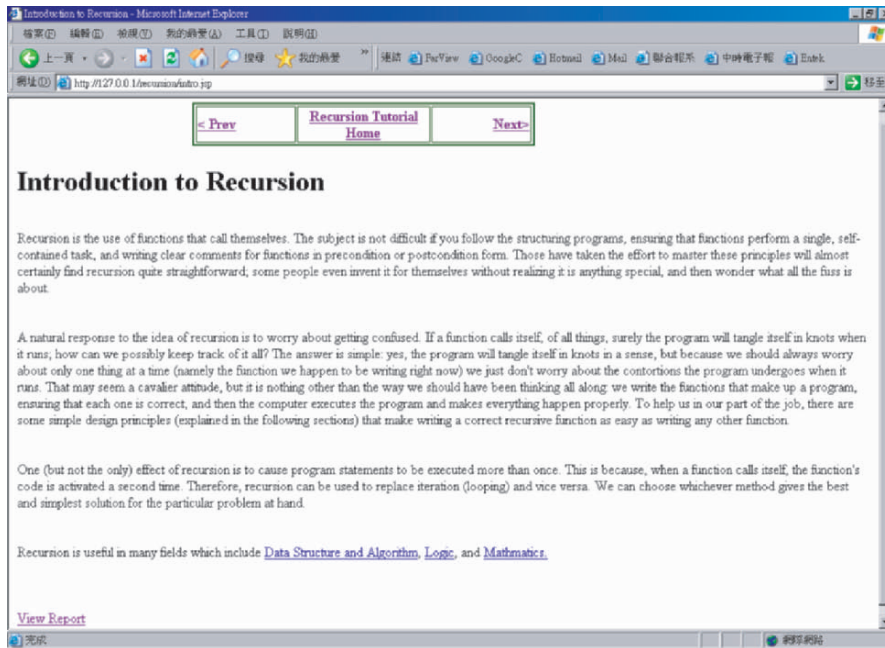 Introduction to Recursion - Microsoft Internet Explorer
檔案(F) 編輯(E) 檢視(V) 我的最愛(A) 工具(T) 說明(H)
上一頁 搜尋 我的最愛 » 連結 PerView GoogleC Hotmail Mail 聯合報系 中時電子報 Entek
網址(D) http://127.0.0.1/recursion/intro.jsp 移至
< Prev
Recursion Tutorial
Home
Next>
Introduction to Recursion
Recursion is the use of functions that call themselves. The subject is not difficult if you follow the structuring programs, ensuring that functions perform a single, self-
contained task, and writing clear comments for functions in precondition or postcondition form. Those have taken the effort to master these principles will almost
certainly find recursion quite straightforward; some people even invent it for themselves without realizing it is anything special, and then wonder what all the fuss is
about.
A natural response to the idea of recursion is to worry about getting confused. If a function calls itself, of all things, surely the program will tangle itself in knots when
it runs; how can we possibly keep track of it all? The answer is simple: yes, the program will tangle itself in knots in a sense, but because we should always worry
about only one thing at a time (namely the function we happen to be writing right now) we just don't worry about the contortions the program undergoes when it
runs. That may seem a cavalier attitude, but it is nothing other than the way we should have been thinking all along: we write the functions that make up a program,
ensuring that each one is correct, and then the computer executes the program and makes everything happen properly. To help us in our part of the job, there are
some simple design principles (explained in the following sections) that make writing a correct recursive function as easy as writing any other function.
One (but not the only) effect of recursion is to cause program statements to be executed more than once. This is because, when a function calls itself, the function's
code is activated a second time. Therefore, recursion can be used to replace iteration (looping) and vice versa. We can choose whichever method gives the best
and simplest solution for the particular problem at hand.
Recursion is useful in many fields which include Data Structure and Algorithm, Logic, and Mathmatics.
View Report
完成 網際網路